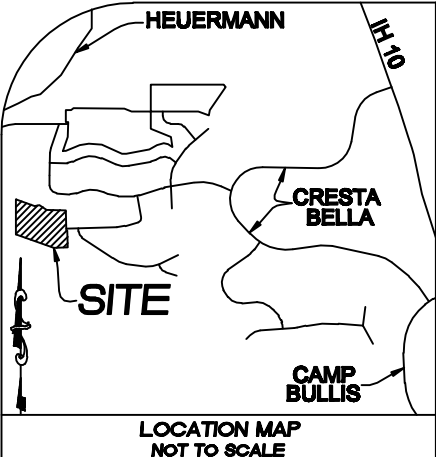 HEUERMANN
IH 10
CRESTA
BELLA
SITE
CAMP
BULLIS
LOCATION MAP
NOT TO SCALE